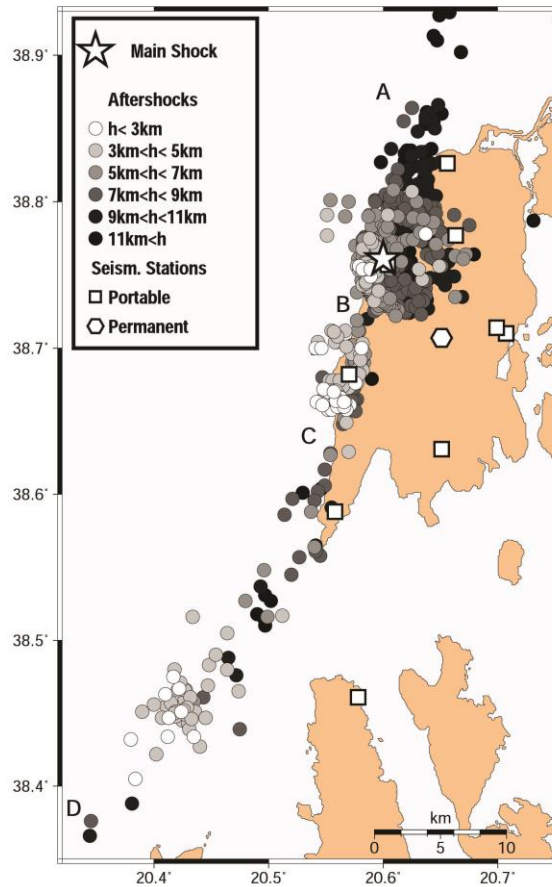 38.9˚
38.8˚
38.7˚
38.6˚
38.5˚
38.4˚
Main Shock
Aftershocks
h< 3km
3km<h< 5km
5km<h< 7km
7km<h< 9km
9km<h<11km
11km<h
Seism. Stations
Portable
Permanent
A
B
C
D
km
0 5 10
20.4˚ 20.5˚ 20.6˚ 20.7˚